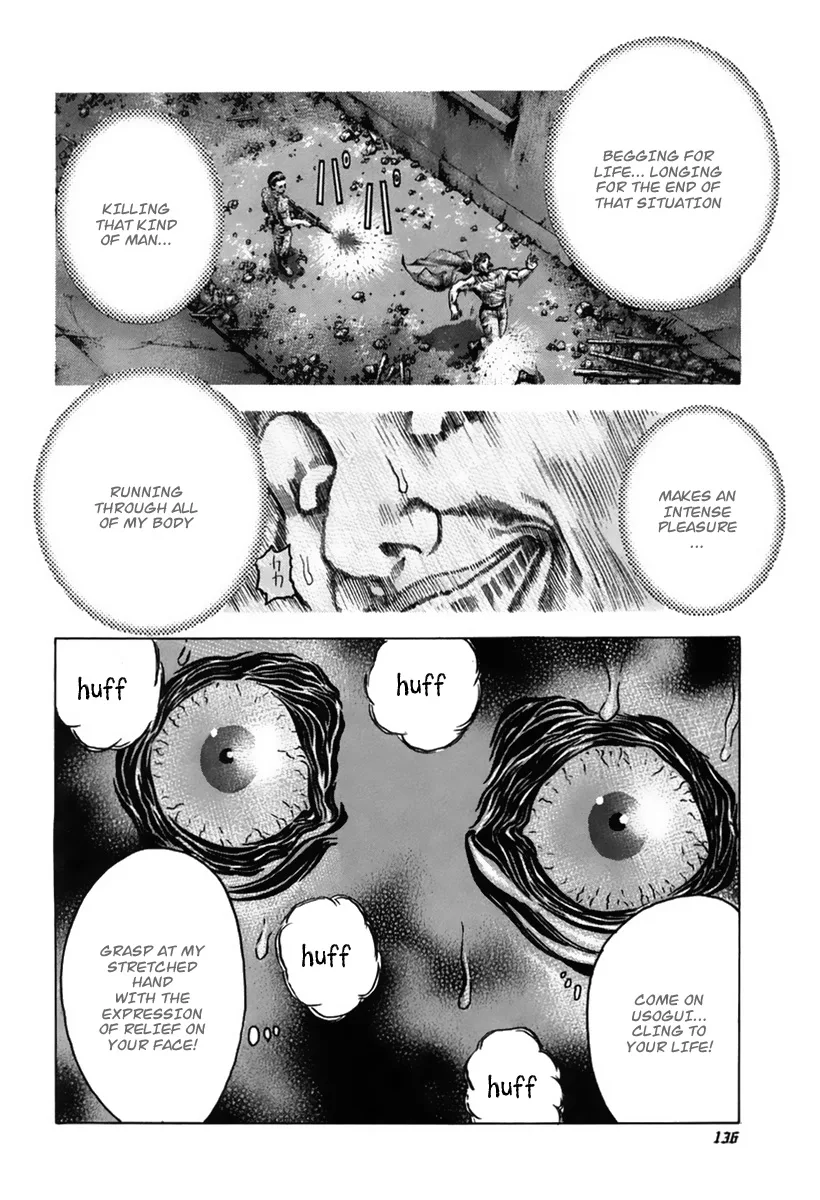 BEGGING FOR
LIFE... LONGING
FOR THE END OF
THAT SITUATION
KILLING
THAT KIND
OF MAN...
MAKES AN
INTENSE
PLEASURE
...
RUNNING
THROUGH ALL
OF MY BODY
huff
huff
COME ON
USOGUI...
CLING TO
YOUR LIFE!
huff
huff
GRASP AT MY
STRETCHED
HAND
WITH THE
EXPRESSION
OF RELIEF ON
YOUR FACE!
136